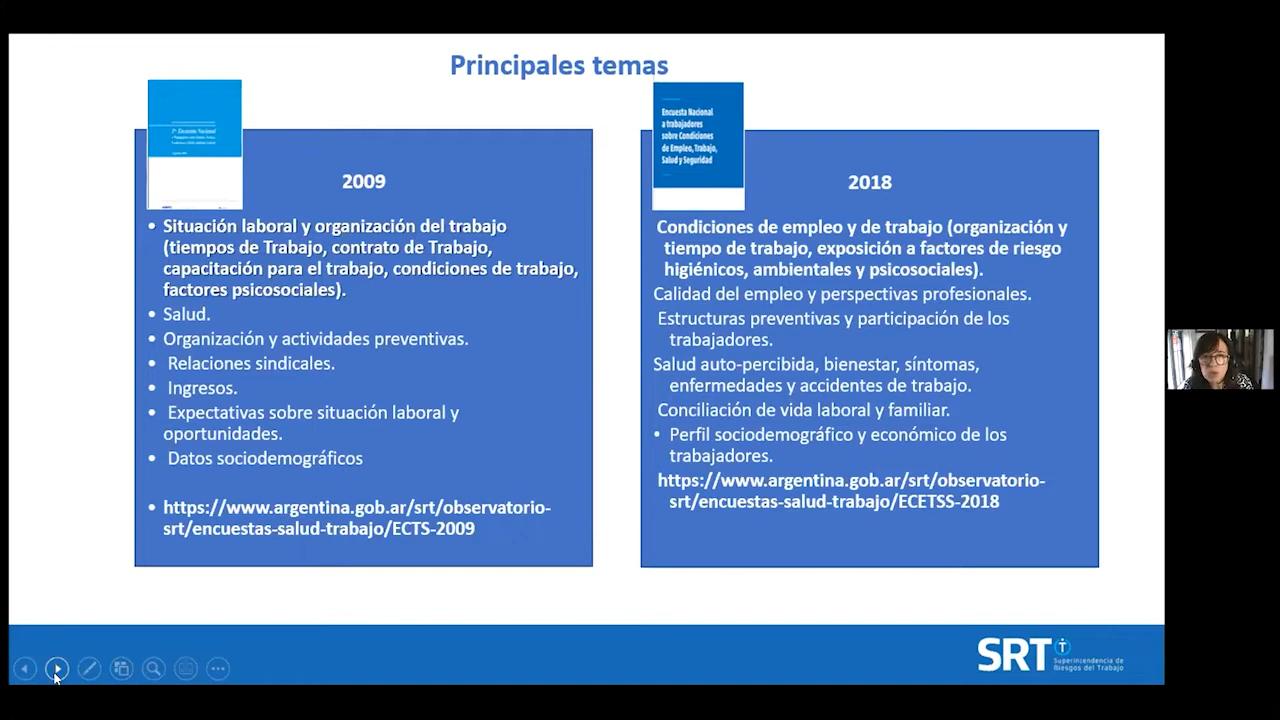 Principales temas
2009
• Situación laboral y organización del trabajo
(tiempos de Trabajo, contrato de Trabajo,
capacitación para el trabajo, condiciones de trabajo,
factores psicosociales).
• Salud.
• Organización y actividades preventivas.
• Relaciones sindicales.
• Ingresos.
• Expectativas sobre situación laboral y
oportunidades.
• Datos sociodemográficos
• https://www.argentina.gob.ar/srt/observatorio-
srt/encuestas-salud-trabajo/ECTS-2009
Encuesta Nacional
a trabajadores
sobre Condiciones
de Empleo, Trabajo,
Salud y Seguridad
2018
Condiciones de empleo y de trabajo (organización y
tiempo de trabajo, exposición a factores de riesgo
higiénicos, ambientales y psicosociales).
Calidad del empleo y perspectivas profesionales.
Estructuras preventivas y participación de los
trabajadores.
Salud auto-percibida, bienestar, síntomas,
enfermedades y accidentes de trabajo.
Conciliación de vida laboral y familiar.
• Perfil sociodemográfico y económico de los
trabajadores.
https://www.argentina.gob.ar/srt/observatorio-
srt/encuestas-salud-trabajo/ECETSS-2018
SRT
Superintendencia de
Riesgos del Trabajo